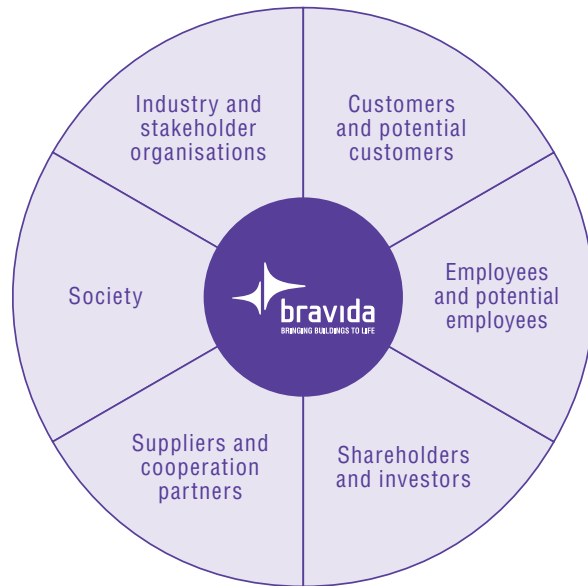 Industry and
stakeholder
organisations
Customers
and potential
customers
Society
bravida
BRINGING BUILDINGS TO LIFE
Employees
and potential
employees
Suppliers and
cooperation
partners
Shareholders
and investors